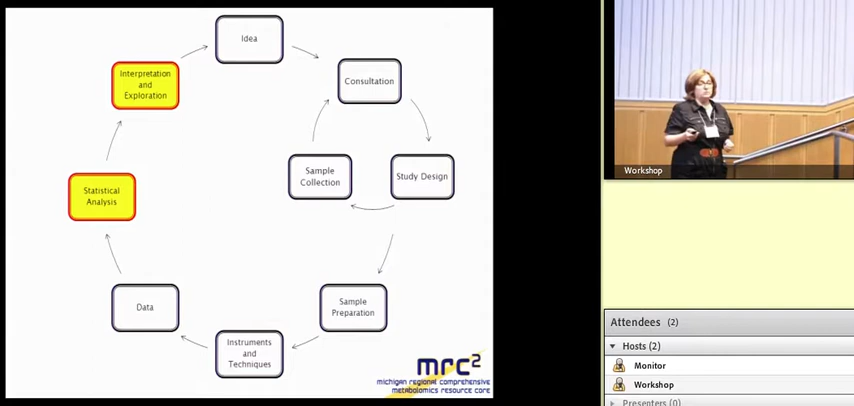 Idea
Interpretation
and
Exploration
Consultation
Sample
Collection
Study Design
Statistical
Analysis
Data
Sample
Preparation
Instruments
and
Techniques
mrc²
michigan regional comprehensive
metabolomics resource core
Workshop
Attendees (2)
Hosts (2)
Monitor
Workshop
Presenters (0)